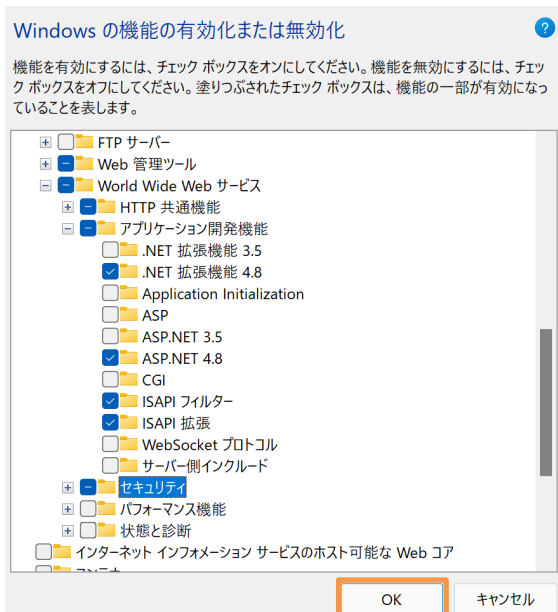 Windows の機能の有効化または無効化
?
機能を有効にするには、チェック ボックスをオンにしてください。機能を無効にするには、チェッ
ク ボックスをオフにしてください。塗りつぶされたチェック ボックスは、機能の一部が有効になっ
ていることを表します。
FTP サーバー
Web 管理ツール
World Wide Web サービス
HTTP 共通機能
アプリケーション開発機能
.NET 拡張機能 3.5
.NET 拡張機能 4.8
Application Initialization
ASP
ASP.NET 3.5
ASP.NET 4.8
CGI
ISAPI フィルター
ISAPI 拡張
WebSocket プロトコル
サーバー側インクルード
セキュリティ
パフォーマンス機能
状態と診断
インターネット インフォメーション サービスのホスト可能な Web コア
OK
キャンセル